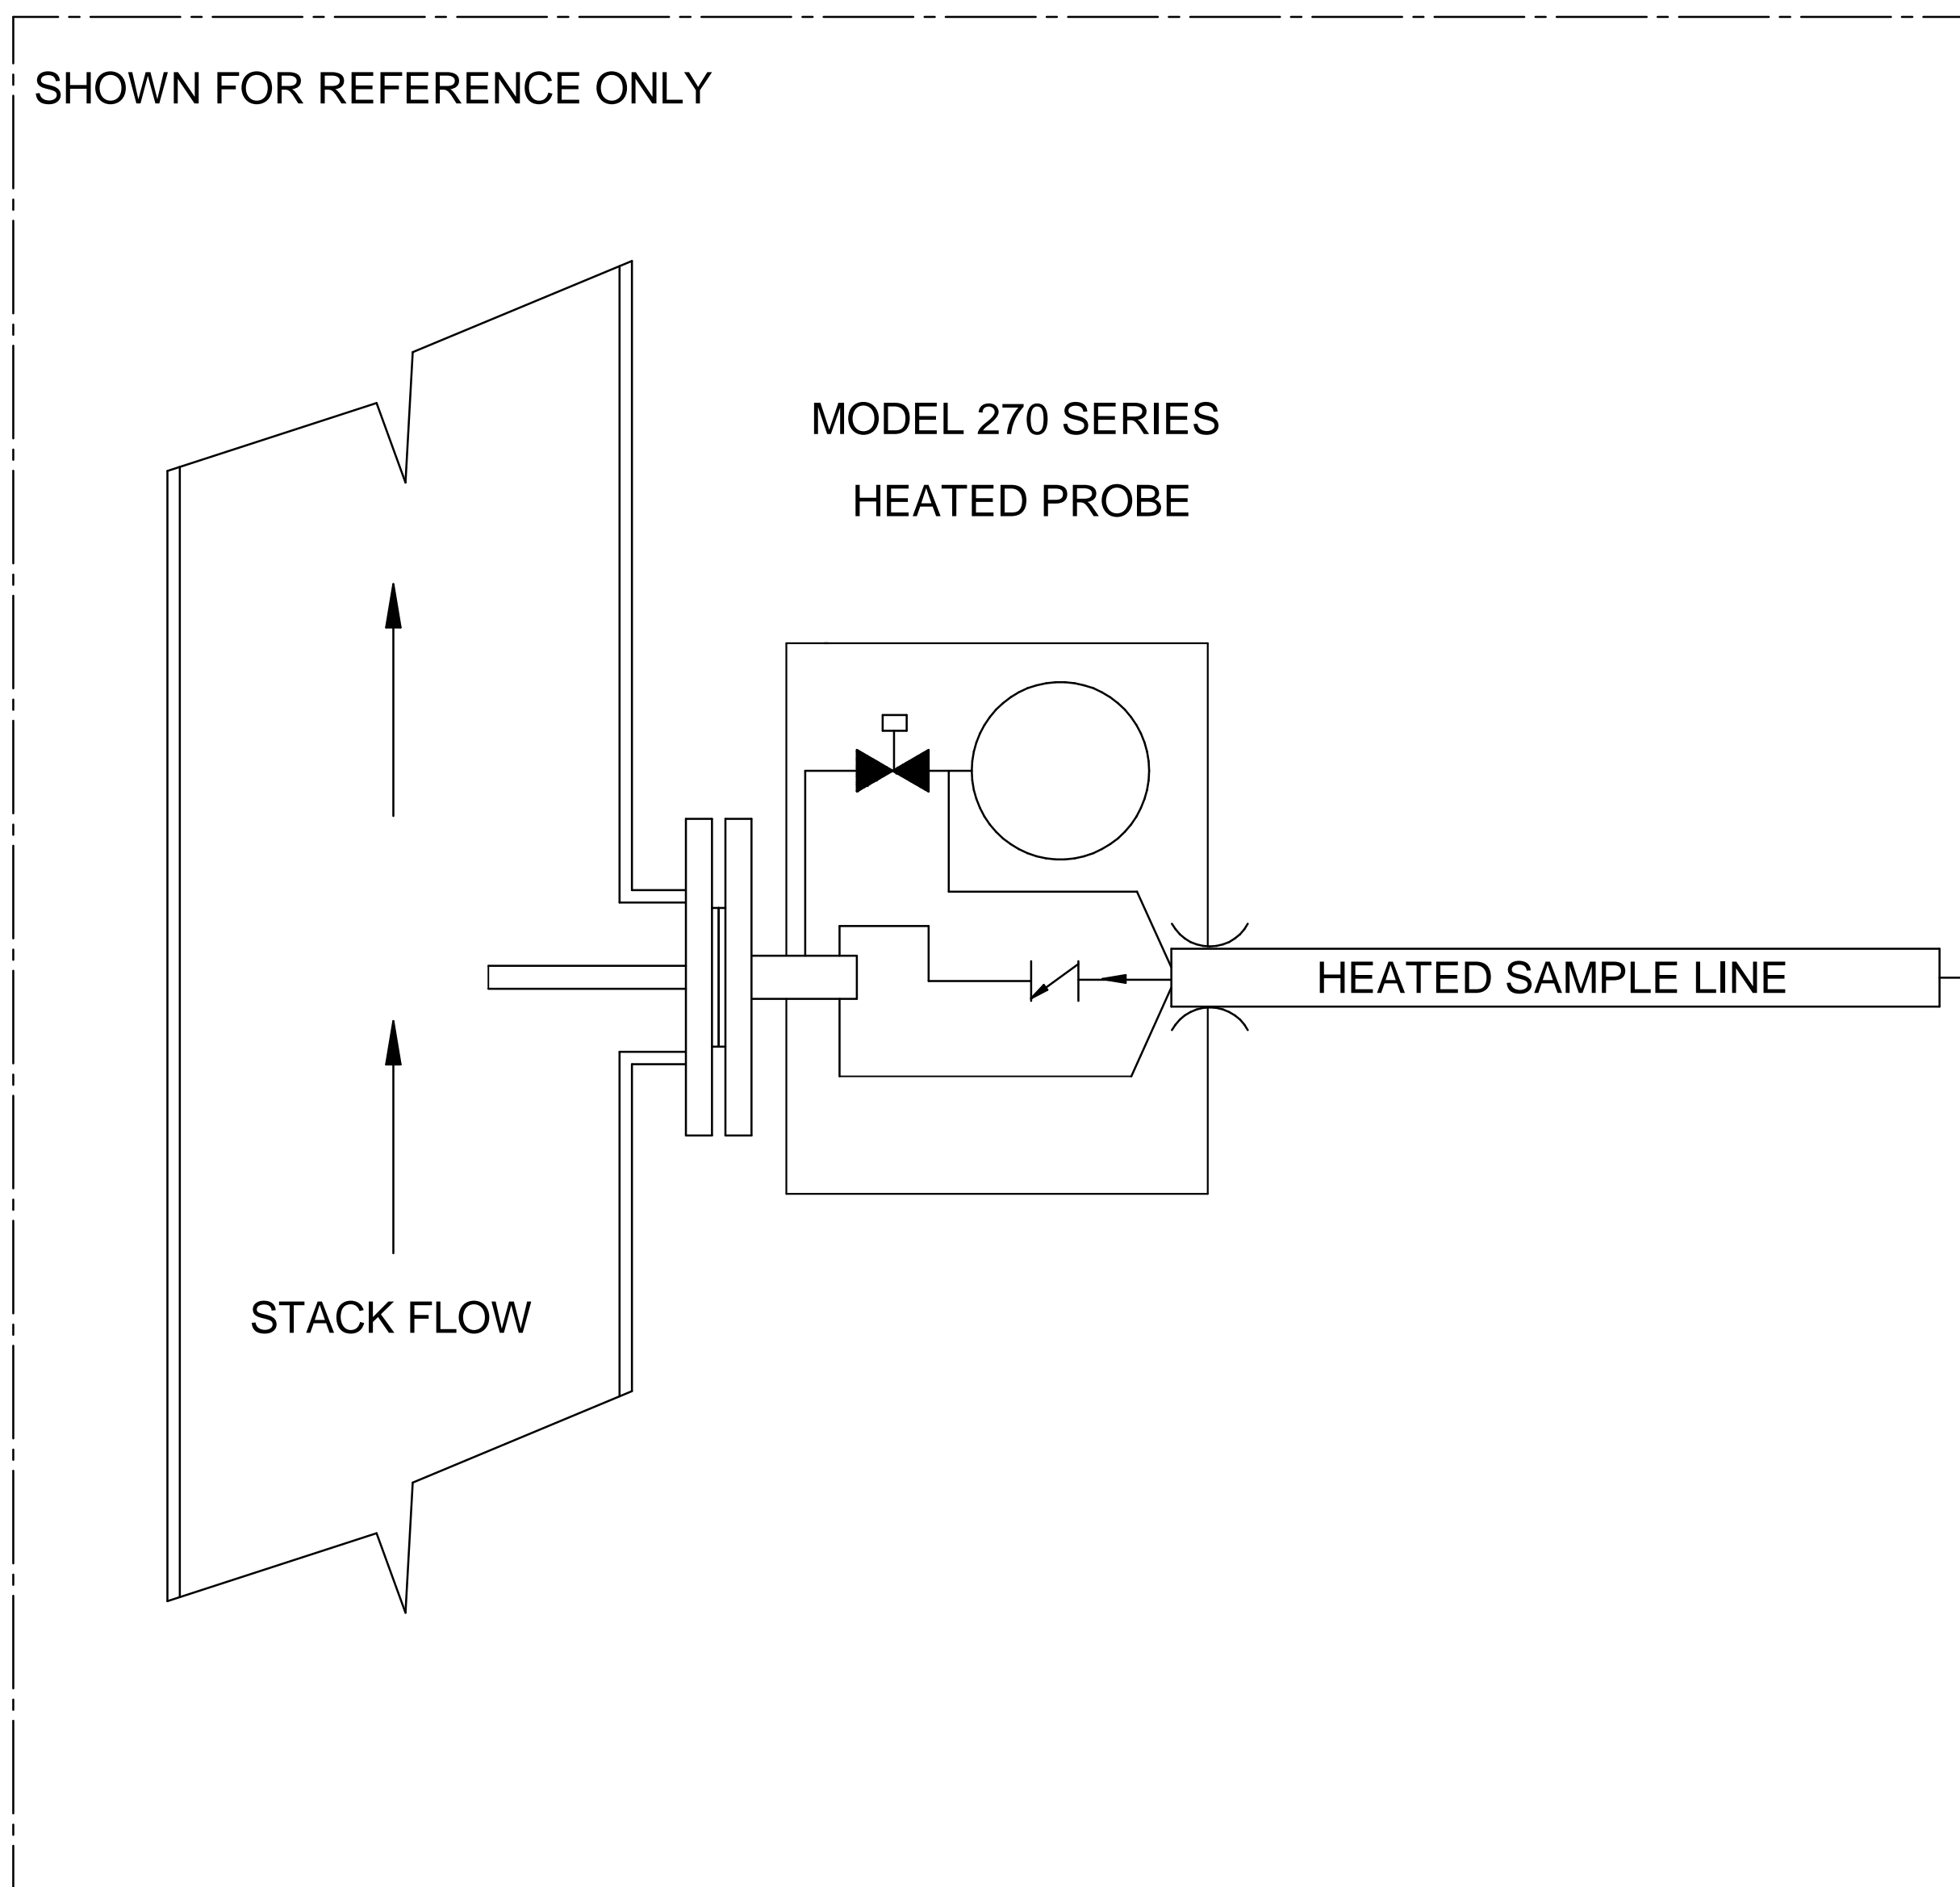 SHOWN FOR REFERENCE ONLY
MODEL 270 SERIES
HEATED PROBE
HEATED SAMPLE LINE
STACK FLOW